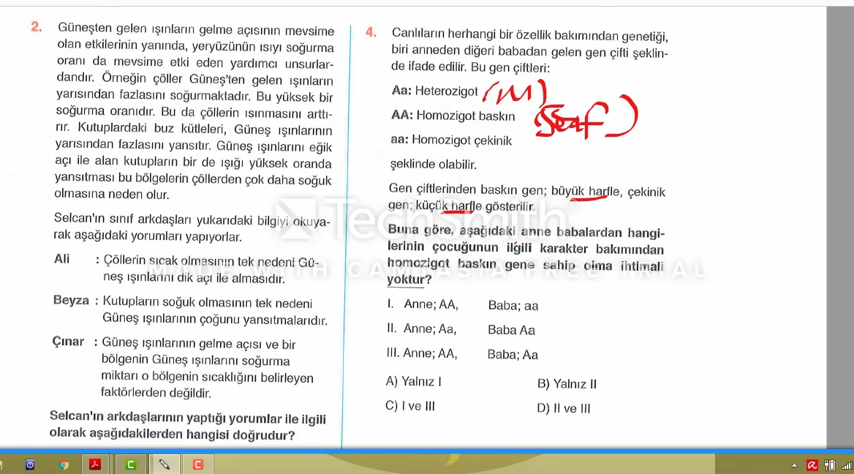 2. Güneşten gelen ışınların gelme açısının mevsime
olan etkilerinin yanında, yeryüzünün ısıyı soğurma
oranı da mevsime etki eden yardımcı unsurlar-
dandır. Örneğin çöller Güneş'ten gelen ışınların
yarısından fazlasını soğurmaktadır. Bu yüksek bir
soğurma oranıdır. Bu da çöllerin ısınmasını arttı-
rır. Kutuplardaki buz kütleleri, Güneş ışınlarının
yarısından fazlasını yansıtır. Güneş ışınlarını eğik
açı ile alan kutupların bir de ışığı yüksek oranda
yansıtması bu bölgelerin çöllerden çok daha soğuk
olmasına neden olur.
Selcan'ın sınıf arkdaşları yukarıdaki bilgiyi okuya-
rak aşağıdaki yorumları yapıyorlar.
Ali : Çöllerin sıcak olmasının tek nedeni Gü-
neş ışınlarını dik açı ile almasıdır.
Beyza : Kutupların soğuk olmasının tek nedeni
Güneş ışınlarının çoğunu yansıtmalarıdır.
Çınar : Güneş ışınlarının gelme açısı ve bir
bölgenin Güneş ışınlarını soğurma
miktarı o bölgenin sıcaklığını belirleyen
faktörlerden değildir.
Selcan'ın arkdaşlarının yaptığı yorumlar ile ilgili
olarak aşağıdakilerden hangisi doğrudur?
4. Canlıların herhangi bir özellik bakımından genetiği,
biri anneden diğeri babadan gelen gen çifti şeklin-
de ifade edilir. Bu gen çiftleri:
Aa: Heterozigot (M)
AA: Homozigot baskın
aa: Homozigot çekinik
şeklinde olabilir.
Gen çiftlerinden baskın gen; büyük harfle, çekinik
gen; küçük harfle gösterilir.
Buna göre, aşağıdaki anne babalardan hangi-
lerinin çocuğunun ilgili karakter bakımından
homozigot baskın gene sahip olma ihtimali
yoktur?
I. Anne; AA, Baba; aa
II. Anne; Aa, Baba Aa
III. Anne; AA, Baba; Aa
A) Yalnız I B) Yalnız II
C) I ve III D) II ve III
TechSmith
MADE WITH CAMTASIA FREE TRIAL